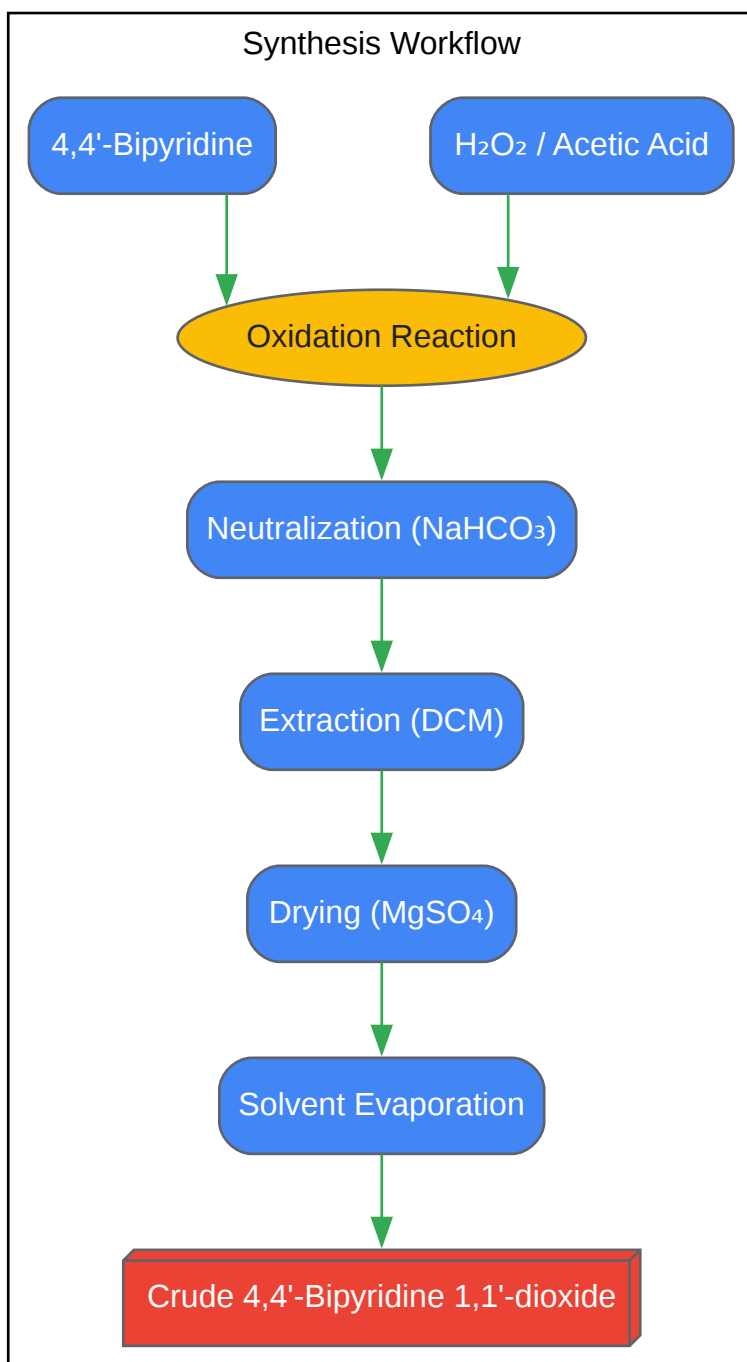 Synthesis Workflow
4,4'-Bipyridine
H₂O₂ / Acetic Acid
Oxidation Reaction
Neutralization (NaHCO₃)
Extraction (DCM)
Drying (MgSO₄)
Solvent Evaporation
Crude 4,4'-Bipyridine 1,1'-dioxide